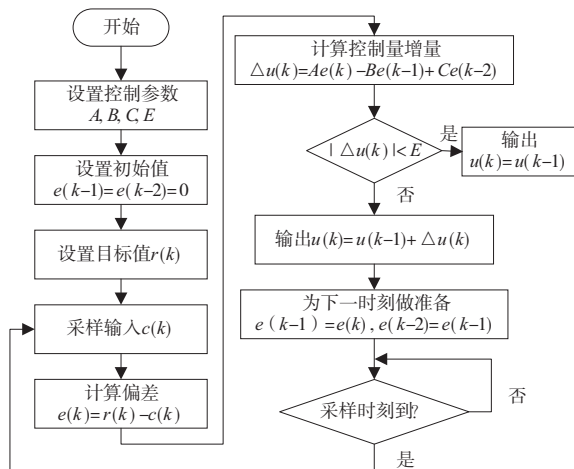 开始
设置控制参数
A, B, C, E
设置初始值
e(k-1)=e(k-2)=0
设置目标值r(k)
采样输入c(k)
计算偏差
e(k)=r(k)-c(k)
计算控制量增量
△u(k)=Ae(k)-Be(k-1)+Ce(k-2)
|△u(k)|<E
是
输出
u(k)=u(k-1)
否
输出u(k)=u(k-1)+△u(k)
为下一时刻做准备
e(k-1)=e(k),e(k-2)=e(k-1)
采样时刻到?
否
是